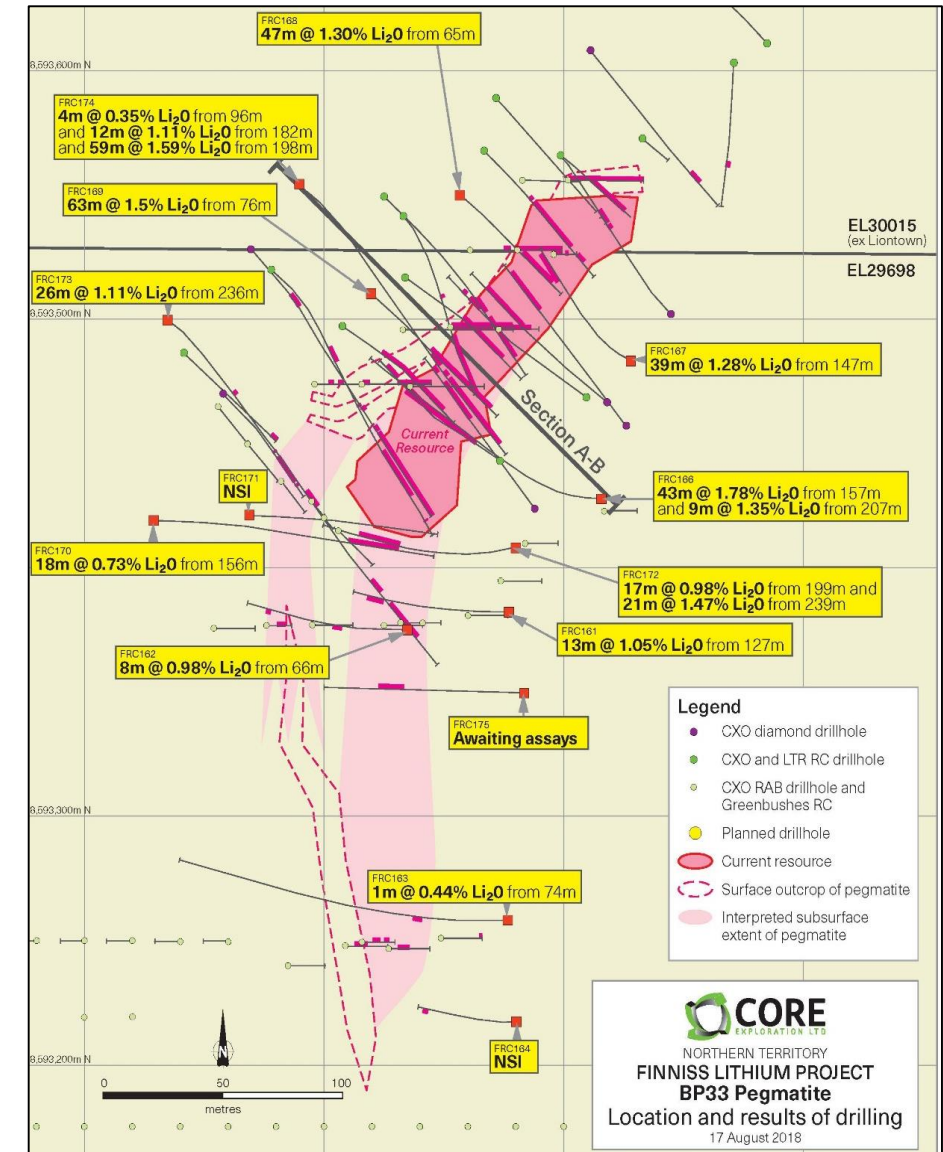 FRC168
47m @ 1.30% Li₂O from 65m
8,593,600m N
FRC174
4m @ 0.35% Li₂O from 96m
and 12m @ 1.11% Li₂O from 182m
and 59m @ 1.59% Li₂O from 198m
FRC169
63m @ 1.5% Li₂O from 76m
EL30015
(ex Liontown)
EL29698
FRC173
26m @ 1.11% Li₂O from 236m
8,593,500m N
FRC167
39m @ 1.28% Li₂O from 147m
Section A-B
Current
Resource
FRC171
NSI
FRC166
43m @ 1.78% Li₂O from 157m
and 9m @ 1.35% Li₂O from 207m
FRC170
18m @ 0.73% Li₂O from 156m
FRC172
17m @ 0.98% Li₂O from 199m and
21m @ 1.47% Li₂O from 239m
FRC161
13m @ 1.05% Li₂O from 127m
FRC162
8m @ 0.98% Li₂O from 66m
FRC175
Awaiting assays
Legend
CXO diamond drillhole
CXO and LTR RC drillhole
CXO RAB drillhole and
Greenbushes RC
Planned drillhole
Current resource
Surface outcrop of pegmatite
Interpreted subsurface
extent of pegmatite
8,593,300m N
FRC163
1m @ 0.44% Li₂O from 74m
FRC164
NSI
8,593,200m N
N
0 50 100
metres
CORE
EXPLORATION LTD
NORTHERN TERRITORY
FINNISS LITHIUM PROJECT
BP33 Pegmatite
Location and results of drilling
17 August 2018